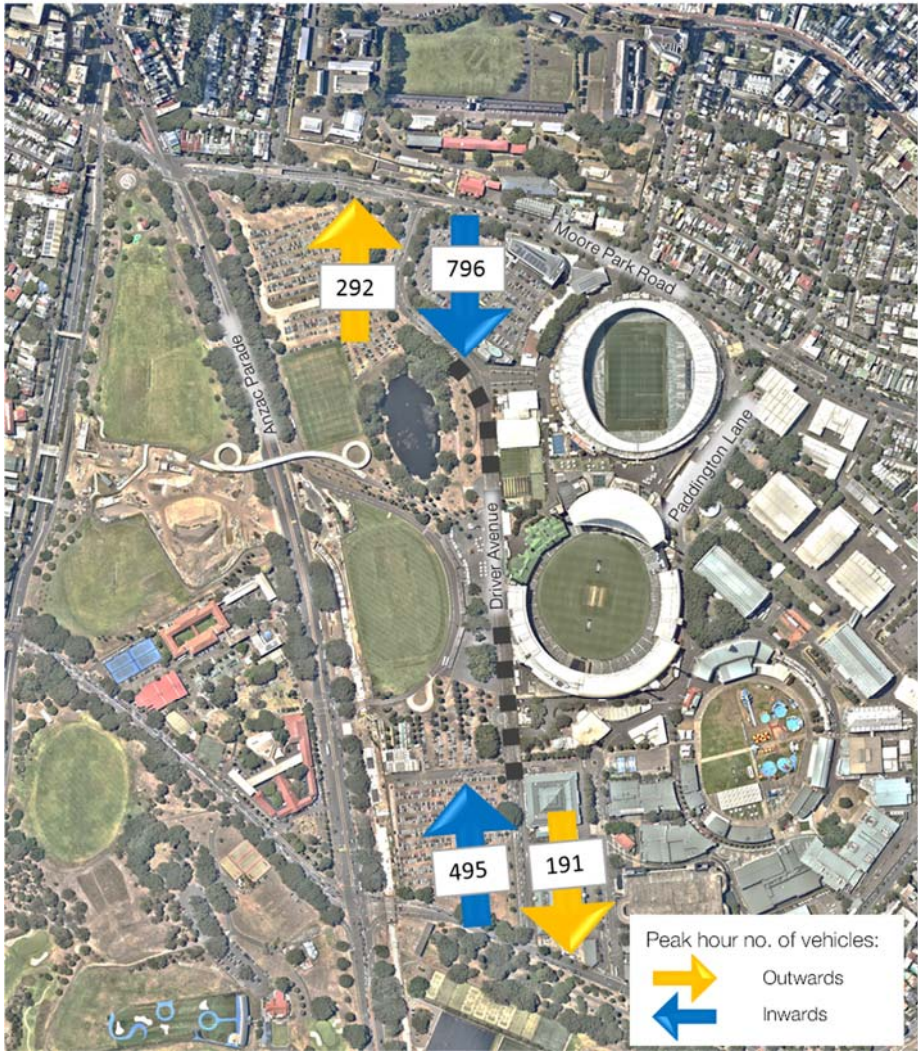 292
796
Moore Park Road
Anzac Parade
Paddington Lane
Driver Avenue
495
191
Peak hour no. of vehicles:
Outwards
Inwards